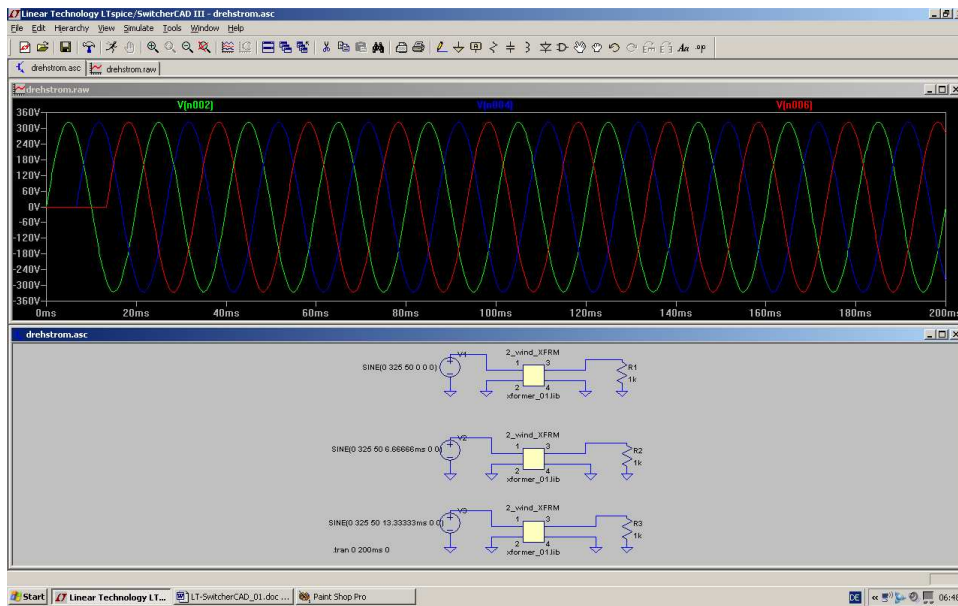 Linear Technology LTspice/SwitcherCAD III - drehstrom.asc
File Edit Hierarchy View Simulate Tools Window Help
Aa .op
drehstrom.asc drehstrom.raw
drehstrom.raw
V(n002) V(n004) V(n006)
360V
300V
240V
180V
120V
60V
0V
-60V
-120V
-180V
-240V
-300V
-360V
0ms 20ms 40ms 60ms 80ms 100ms 120ms 140ms 160ms 180ms 200ms
drehstrom.asc
V1 2_wind_XFRM
SINE(0 325 50 0 0 0) 1 3 R1
1k
2 4
xformer_01.lib
V2 2_wind_XFRM
SINE(0 325 50 6.66666ms 0 0) 1 3 R2
1k
2 4
xformer_01.lib
V3 2_wind_XFRM
SINE(0 325 50 13.33333ms 0 0) 1 3 R3
1k
2 4
.tran 0 200ms 0 xformer_01.lib
Start Linear Technology LT... LT-SwitcherCAD_01.doc ... Paint Shop Pro DE 06:48